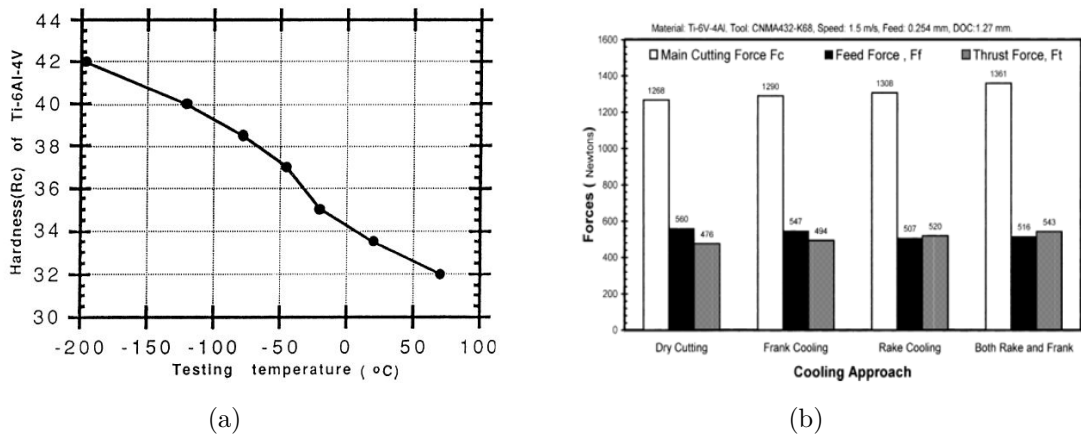 44
42
40
38
36
34
32
30
Hardness(Rc) of Ti-6Al-4V
-200 -150 -100 -50 0 50 100
Testing temperature ( ºC)
(a)
Material: Ti-6V-4Al, Tool: CNMA432-K68, Speed: 1.5 m/s, Feed: 0.254 mm, DOC:1.27 mm.
1600
1400
1200
1000
800
600
400
200
0
Forces ( Newtons)
Main Cutting Force Fc Feed Force , Ff Thrust Force, Ft
1268 560 476
1290 547 494
1308 507 520
1361 516 543
Dry Cutting Frank Cooling Rake Cooling Both Rake and Frank
Cooling Approach
(b)